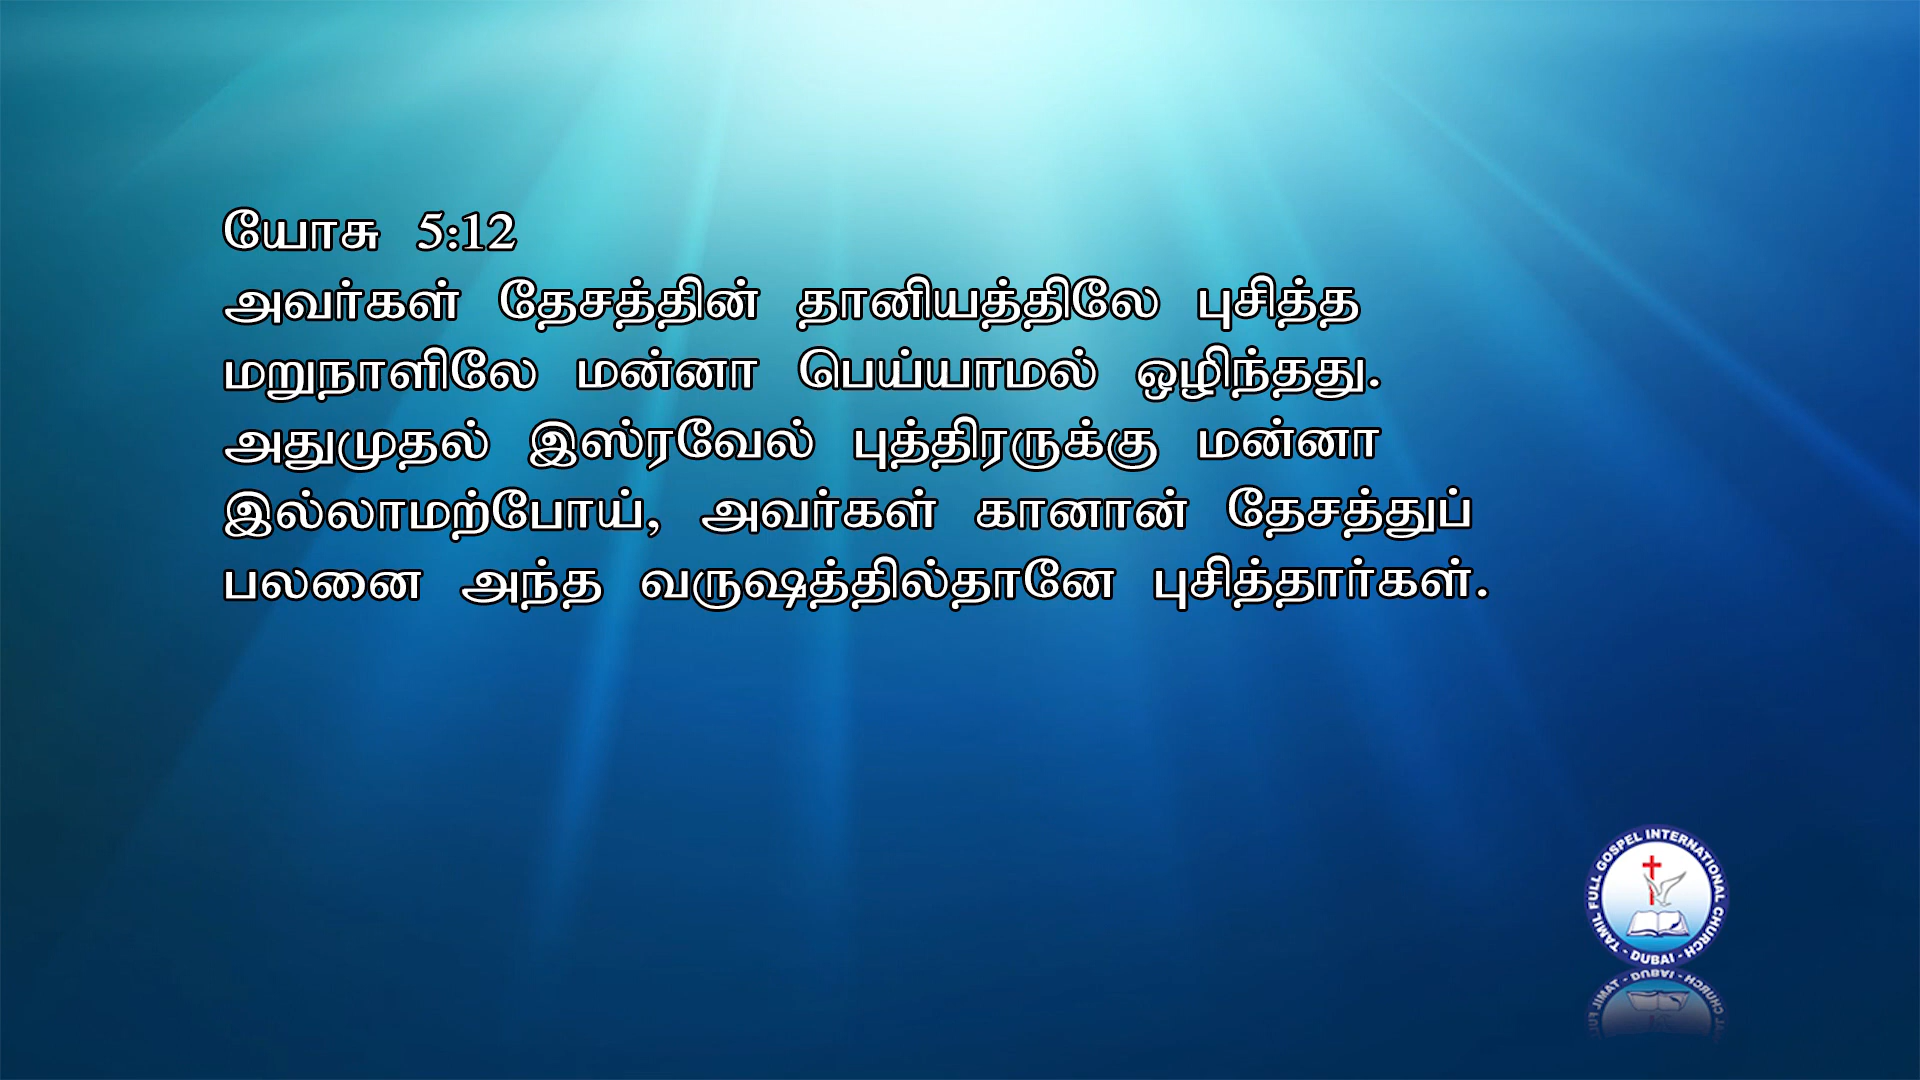 யோசு 5:12
அவர்கள் தேசத்தின் தானியத்திலே புசித்த
மறுநாளிலே மன்னா பெய்யாமல் ஒழிந்தது.
அதுமுதல் இஸ்ரவேல் புத்திரருக்கு மன்னா
இல்லாமற்போய், அவர்கள் கானான் தேசத்துப்
பலனை அந்த வருஷத்தில்தானே புசித்தார்கள்.
TAMIL FULL GOSPEL INTERNATIONAL CHURCH - DUBAI -